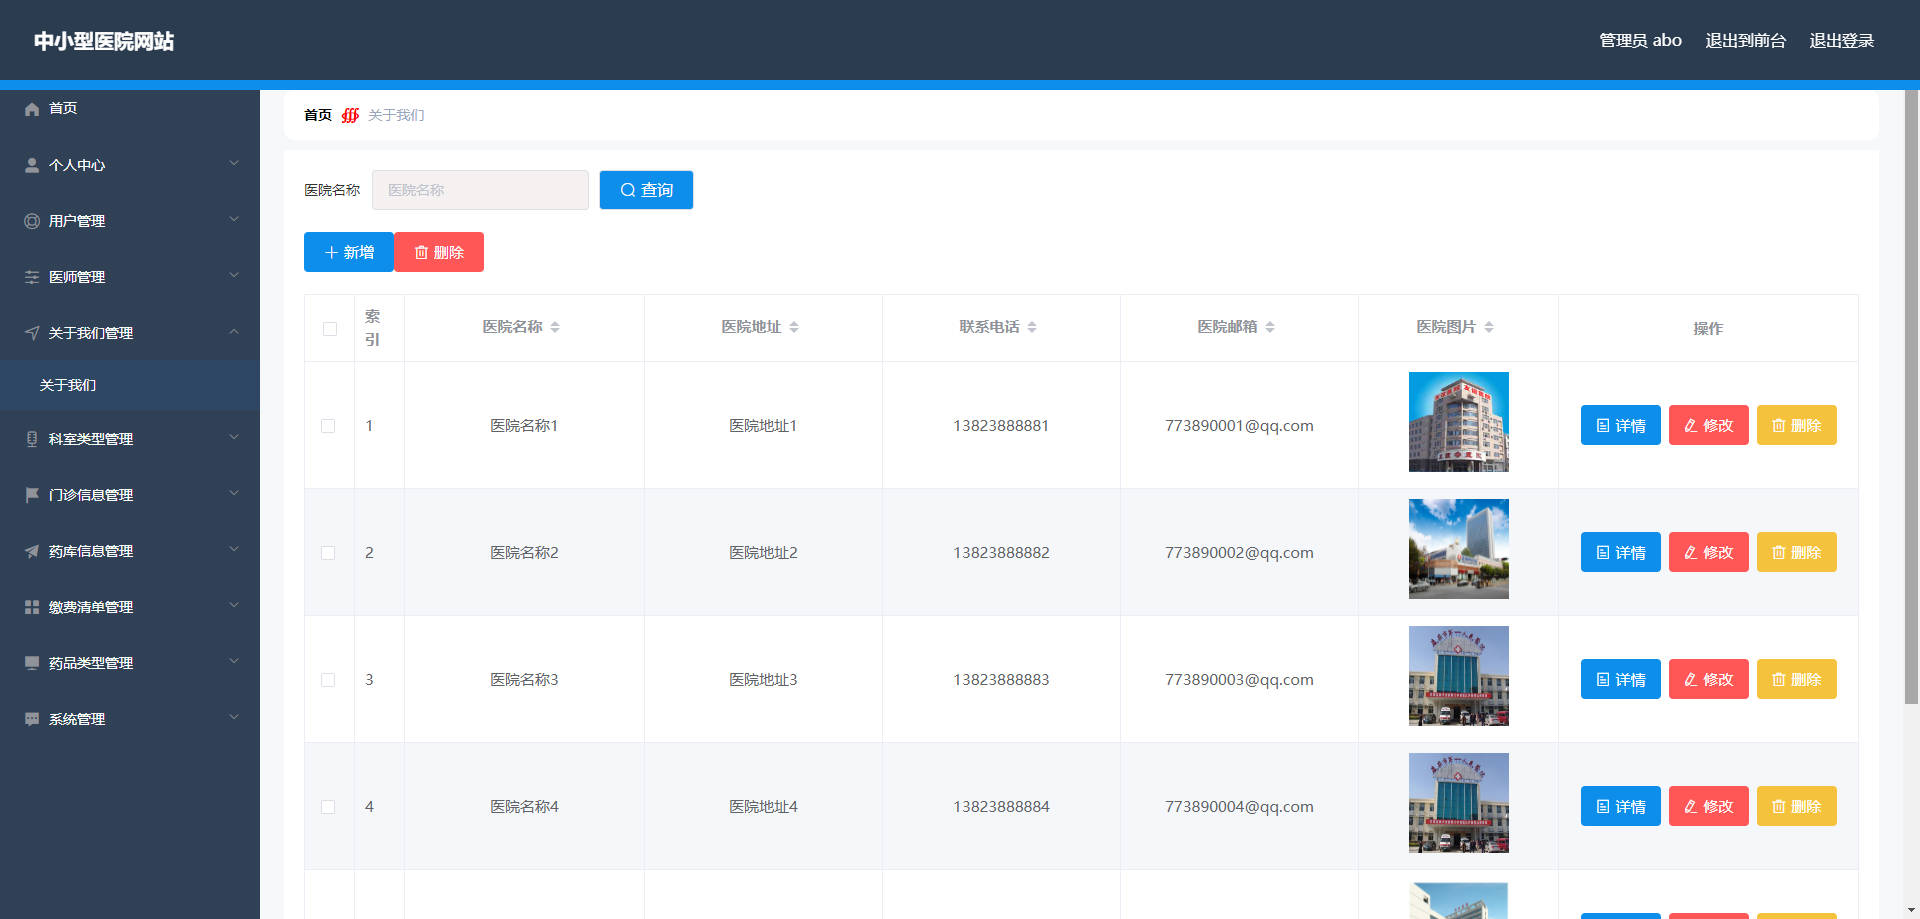 中小型医院网站
管理员 abo 退出到前台 退出登录
首页
个人中心
用户管理
医师管理
关于我们管理
关于我们
科室类型管理
门诊信息管理
药库信息管理
缴费清单管理
药品类型管理
系统管理
首页 关于我们
医院名称 医院名称 查询
新增 删除
索引 医院名称 医院地址 联系电话 医院邮箱 医院图片 操作
1 医院名称1 医院地址1 13823888881 773890001@qq.com 详情 修改 删除
2 医院名称2 医院地址2 13823888882 773890002@qq.com 详情 修改 删除
3 医院名称3 医院地址3 13823888883 773890003@qq.com 详情 修改 删除
4 医院名称4 医院地址4 13823888884 773890004@qq.com 详情 修改 删除